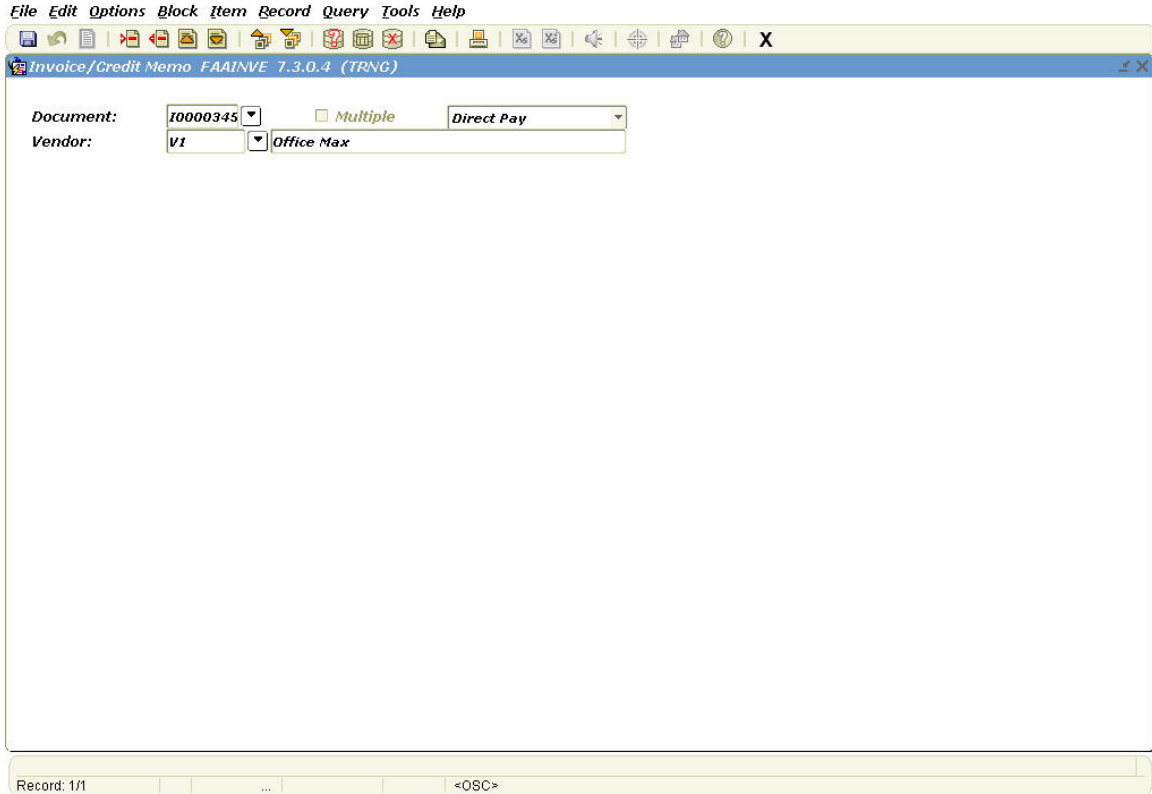 File Edit Options Block Item Record Query Tools Help
X
Invoice/Credit Memo FAAINVE 7.3.0.4 (TRNG)
Document: I0000345 Multiple Direct Pay
Vendor: V1 Office Max
Record: 1/1 ... <OSC>